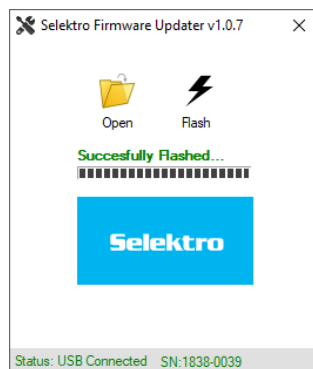 Selektro Firmware Updater v1.0.7
Open Flash
Succesfully Flashed...
Selektro
Status: USB Connected SN:1838-0039